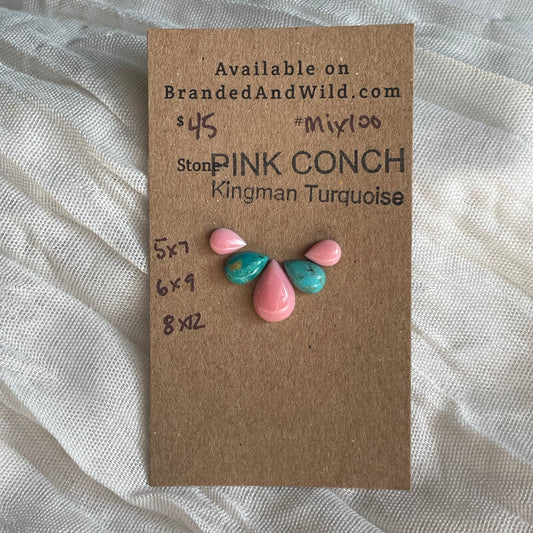 Available on
BrandedAndWild.com
$45 #Mix100
Stone- PINK CONCH
Kingman Turquoise
5x7
6x9
8x12